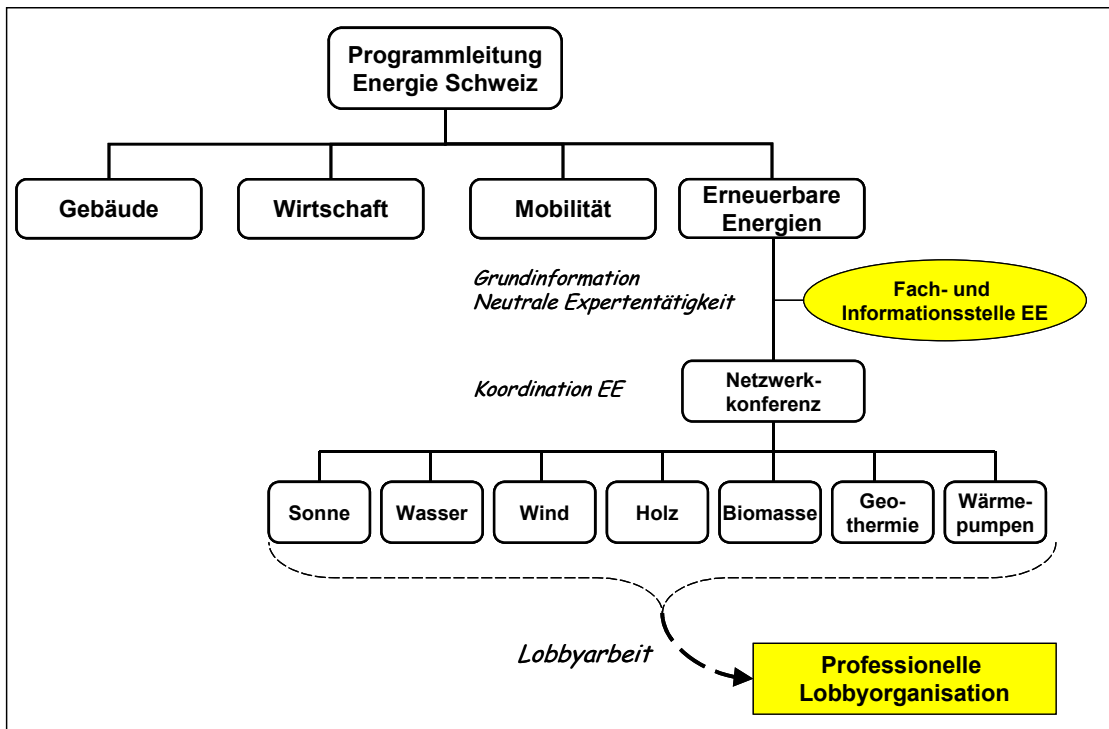 Programmleitung
Energie Schweiz
Gebäude
Wirtschaft
Mobilität
Erneuerbare
Energien
Grundinformation
Neutrale Expertentätigkeit
Fach- und
Informationsstelle EE
Koordination EE
Netzwerk-
konferenz
Sonne
Wasser
Wind
Holz
Biomasse
Geo-
thermie
Wärme-
pumpen
Lobbyarbeit
Professionelle
Lobbyorganisation